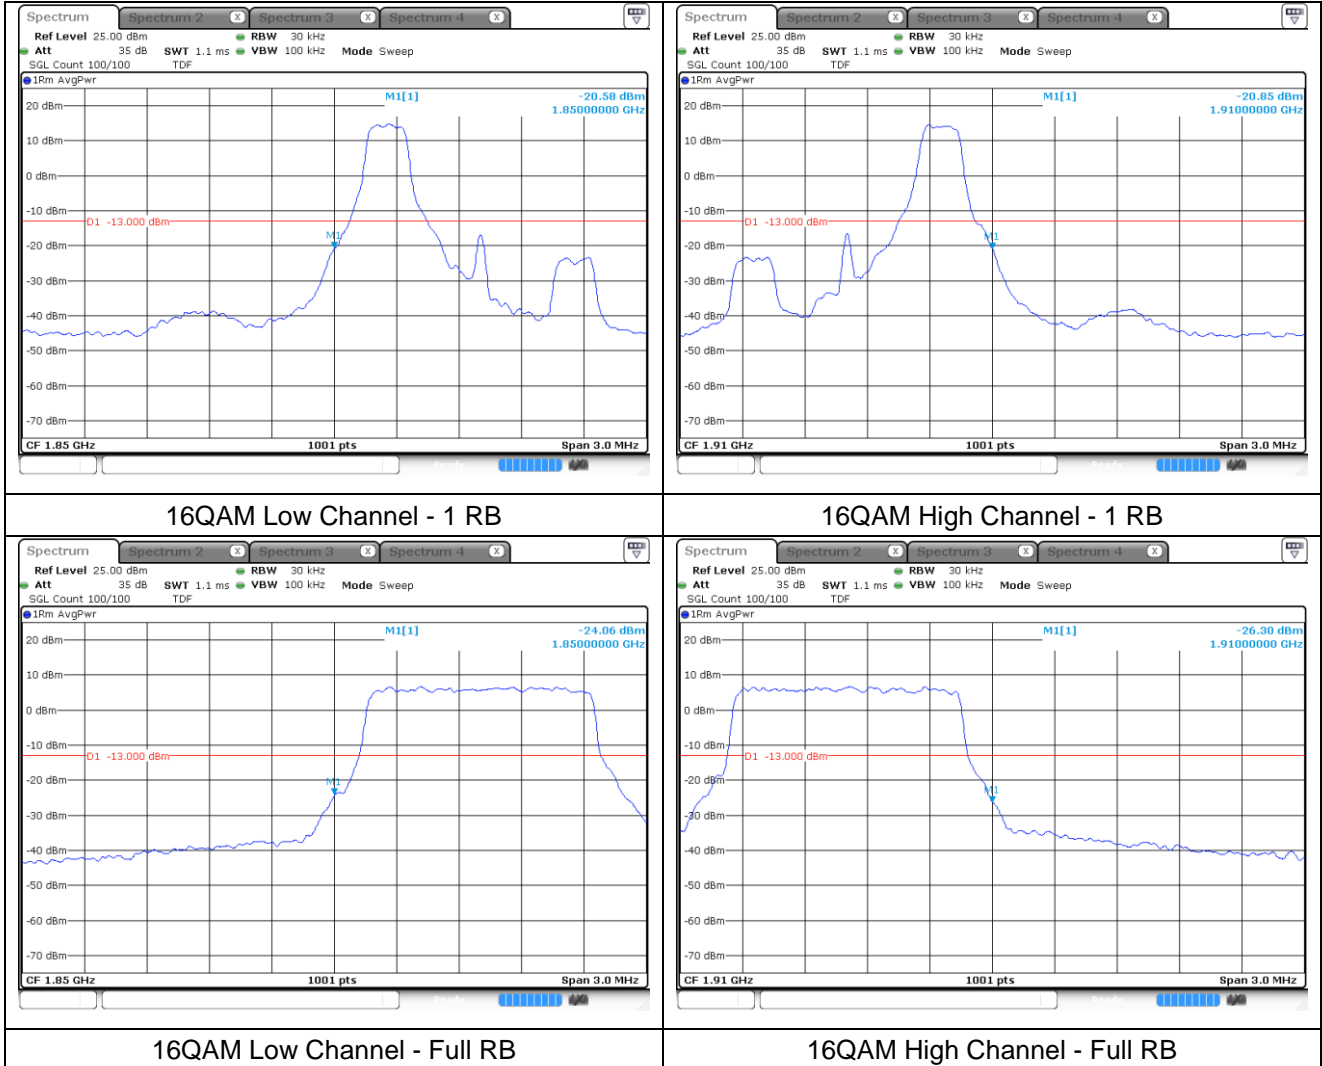 Spectrum Spectrum 2 X Spectrum 3 X Spectrum 4 X
Ref Level 25.00 dBm RBW 30 kHz
Att 35 dB SWT 1.1 ms VBW 100 kHz Mode Sweep
SGL Count 100/100 TDF
1Rm AvgPwr
M1[1] -20.58 dBm
1.85000000 GHz
20 dBm
10 dBm
0 dBm
-10 dBm
D1 -13.000 dBm
M1
-20 dBm
-30 dBm
-40 dBm
-50 dBm
-60 dBm
-70 dBm
CF 1.85 GHz 1001 pts Span 3.0 MHz
Ready
16QAM Low Channel - 1 RB
Spectrum Spectrum 2 X Spectrum 3 X Spectrum 4 X
Ref Level 25.00 dBm RBW 30 kHz
Att 35 dB SWT 1.1 ms VBW 100 kHz Mode Sweep
SGL Count 100/100 TDF
1Rm AvgPwr
M1[1] -20.85 dBm
1.91000000 GHz
20 dBm
10 dBm
0 dBm
-10 dBm
D1 -13.000 dBm
M1
-20 dBm
-30 dBm
-40 dBm
-50 dBm
-60 dBm
-70 dBm
CF 1.91 GHz 1001 pts Span 3.0 MHz
Ready
16QAM High Channel - 1 RB
Spectrum Spectrum 2 X Spectrum 3 X Spectrum 4 X
Ref Level 25.00 dBm RBW 30 kHz
Att 35 dB SWT 1.1 ms VBW 100 kHz Mode Sweep
SGL Count 100/100 TDF
1Rm AvgPwr
M1[1] -24.06 dBm
1.85000000 GHz
20 dBm
10 dBm
0 dBm
-10 dBm
D1 -13.000 dBm
M1
-20 dBm
-30 dBm
-40 dBm
-50 dBm
-60 dBm
-70 dBm
CF 1.85 GHz 1001 pts Span 3.0 MHz
Ready
16QAM Low Channel - Full RB
Spectrum Spectrum 2 X Spectrum 3 X Spectrum 4 X
Ref Level 25.00 dBm RBW 30 kHz
Att 35 dB SWT 1.1 ms VBW 100 kHz Mode Sweep
SGL Count 100/100 TDF
1Rm AvgPwr
M1[1] -26.30 dBm
1.91000000 GHz
20 dBm
10 dBm
0 dBm
-10 dBm
D1 -13.000 dBm
-20 dBm
M1
-30 dBm
-40 dBm
-50 dBm
-60 dBm
-70 dBm
CF 1.91 GHz 1001 pts Span 3.0 MHz
Ready
16QAM High Channel - Full RB